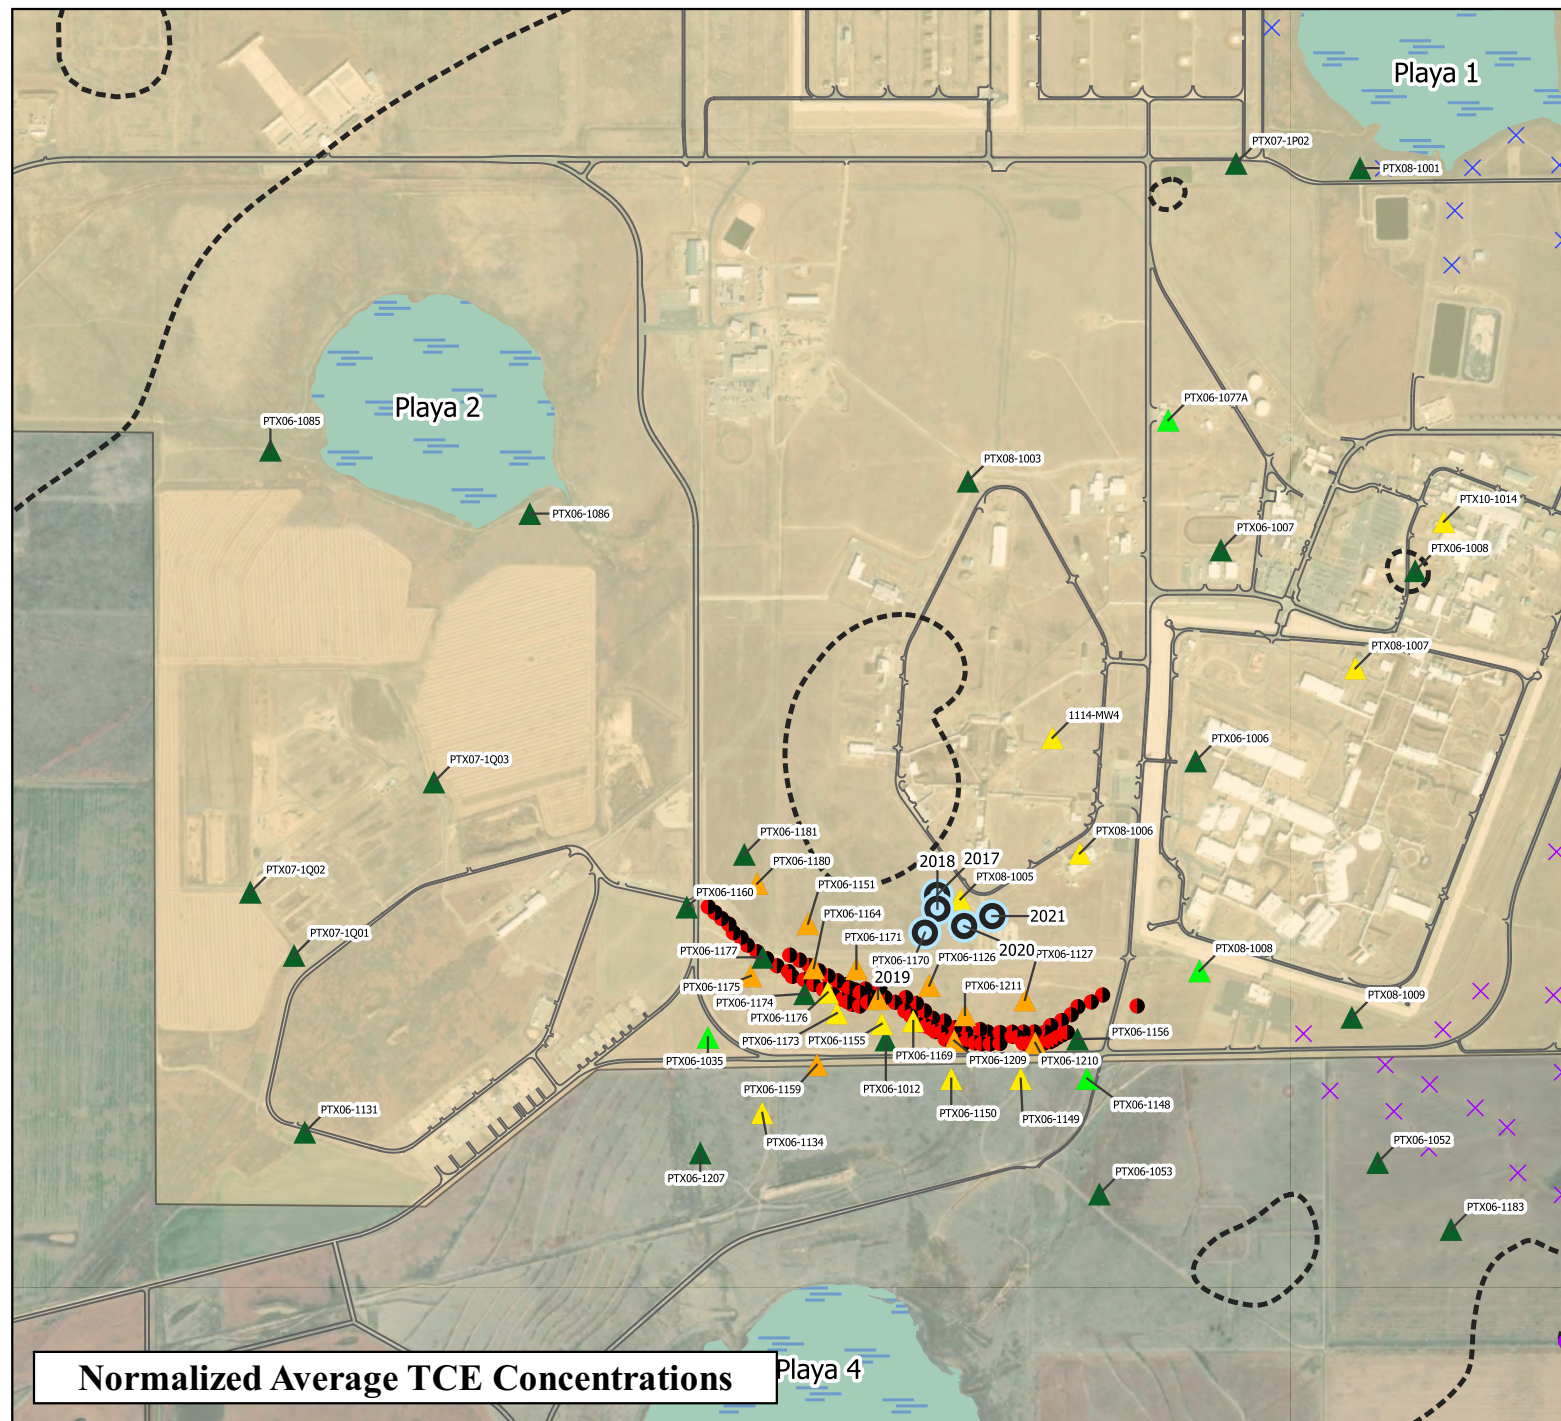 Playa 1
PTX07-1P02
PTX08-1001
PTX06-1077A
Playa 2
PTX06-1085
PTX08-1003
PTX10-1014
PTX06-1086
PTX06-1007
PTX06-1008
PTX08-1007
1114-MW4
PTX06-1006
PTX07-1Q03
PTX06-1181
PTX08-1006
PTX06-1180
2018
2017
PTX07-1Q02
PTX06-1160
PTX06-1151
PTX08-1005
PTX06-1164
2021
PTX07-1Q01
PTX06-1177
PTX06-1171
PTX06-1170
PTX06-1126
2020
PTX06-1127
PTX08-1008
2019
PTX06-1175
PTX06-1174
PTX06-1211
PTX06-1176
PTX08-1009
PTX06-1173
PTX06-1155
PTX06-1156
PTX06-1035
PTX06-1169
PTX06-1209
PTX06-1210
PTX06-1159
PTX06-1012
PTX06-1150
PTX06-1149
PTX06-1148
PTX06-1131
PTX06-1134
PTX06-1052
PTX06-1207
PTX06-1053
PTX06-1183
Playa 4
Normalized Average TCE Concentrations